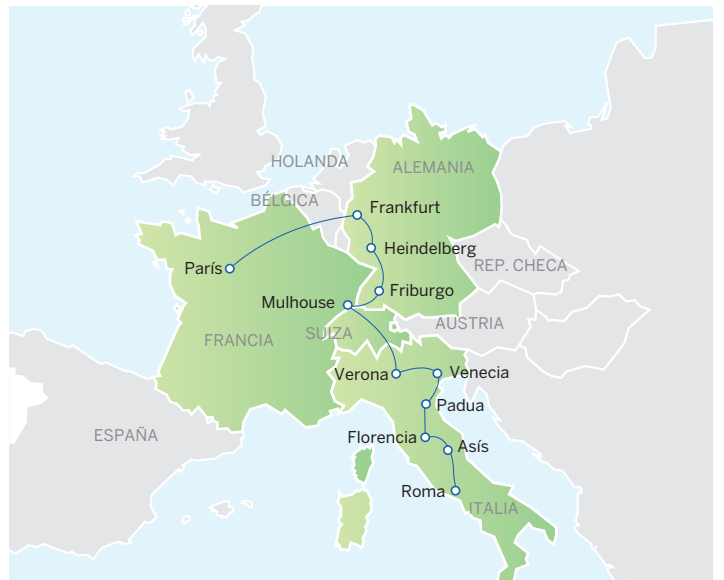 HOLANDA
ALEMANIA
BÉLGICA
Frankfurt
Heindelberg
París
REP. CHECA
Friburgo
Mulhouse
AUSTRIA
SUIZA
FRANCIA
Verona
Venecia
Padua
ESPAÑA
Florencia
Asís
Roma
ITALIA